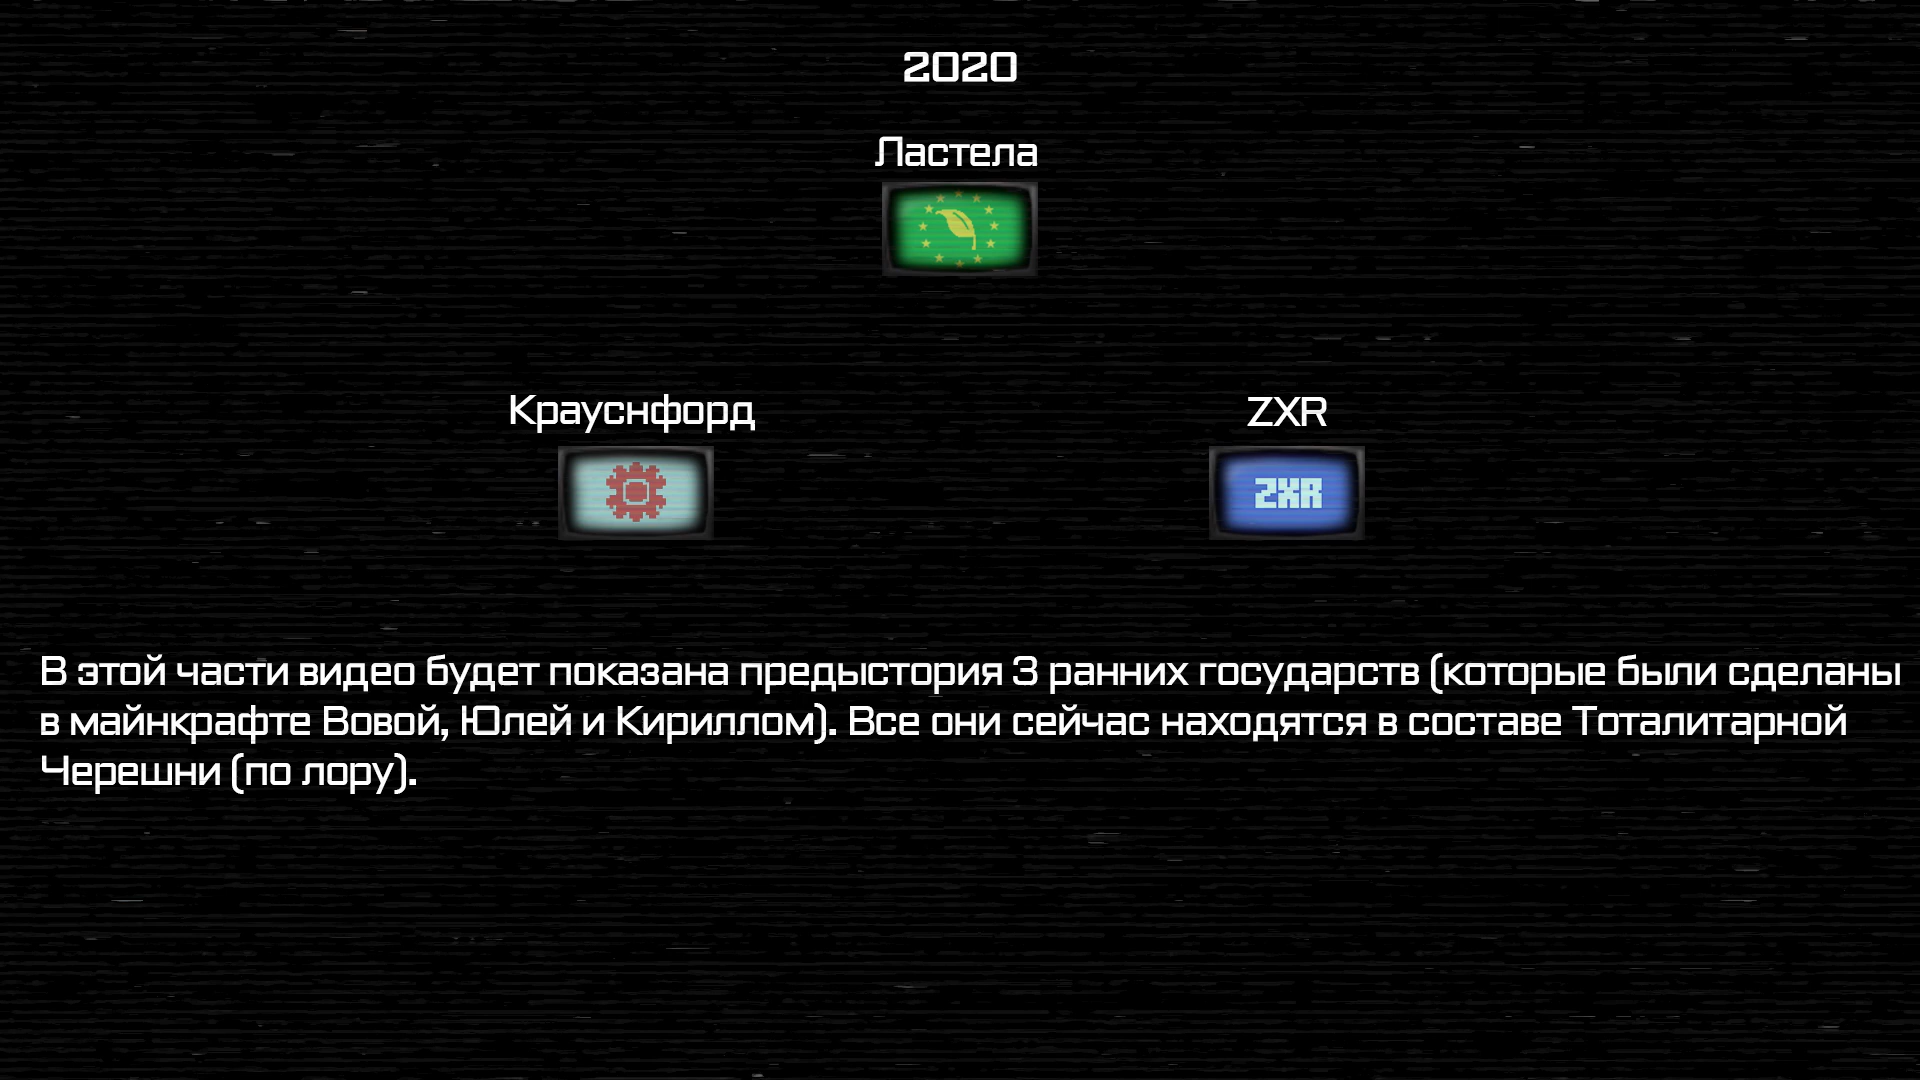 2020
Ластела
Крауснфорд
ZXR
ZXR
В этой части видео будет показана предыстория 3 ранних государств (которые были сделаны
в майнкрафте Вовой, Юлей и Кириллом). Все они сейчас находятся в составе Тоталитарной
Черешни (по лору).